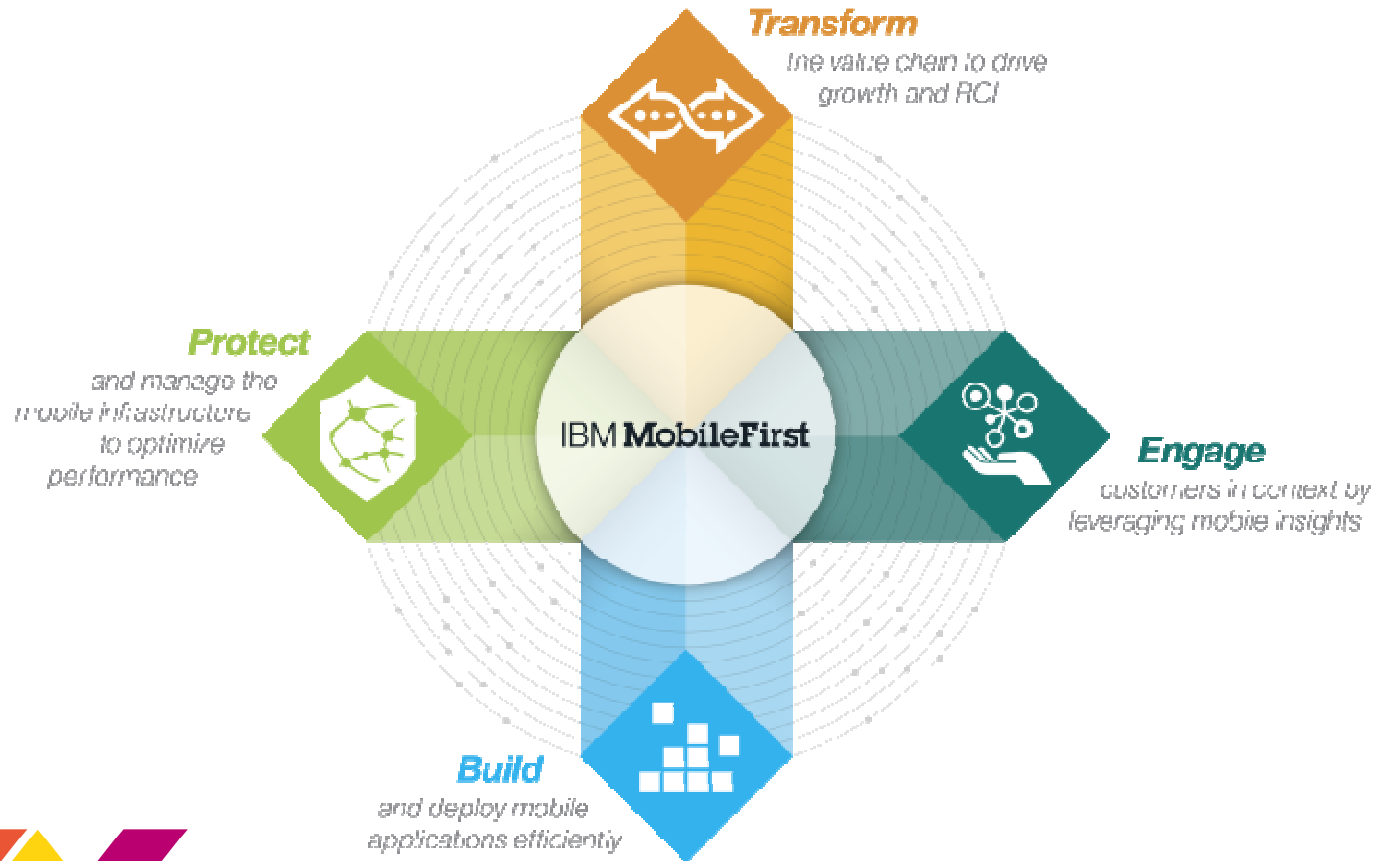 Transform
the value chain to drive
growth and ROI
Protect
and manage the
mobile infrastructure
to optimize
performance
IBM MobileFirst
Engage
customers in context by
leveraging mobile insights
Build
and deploy mobile
applications efficiently